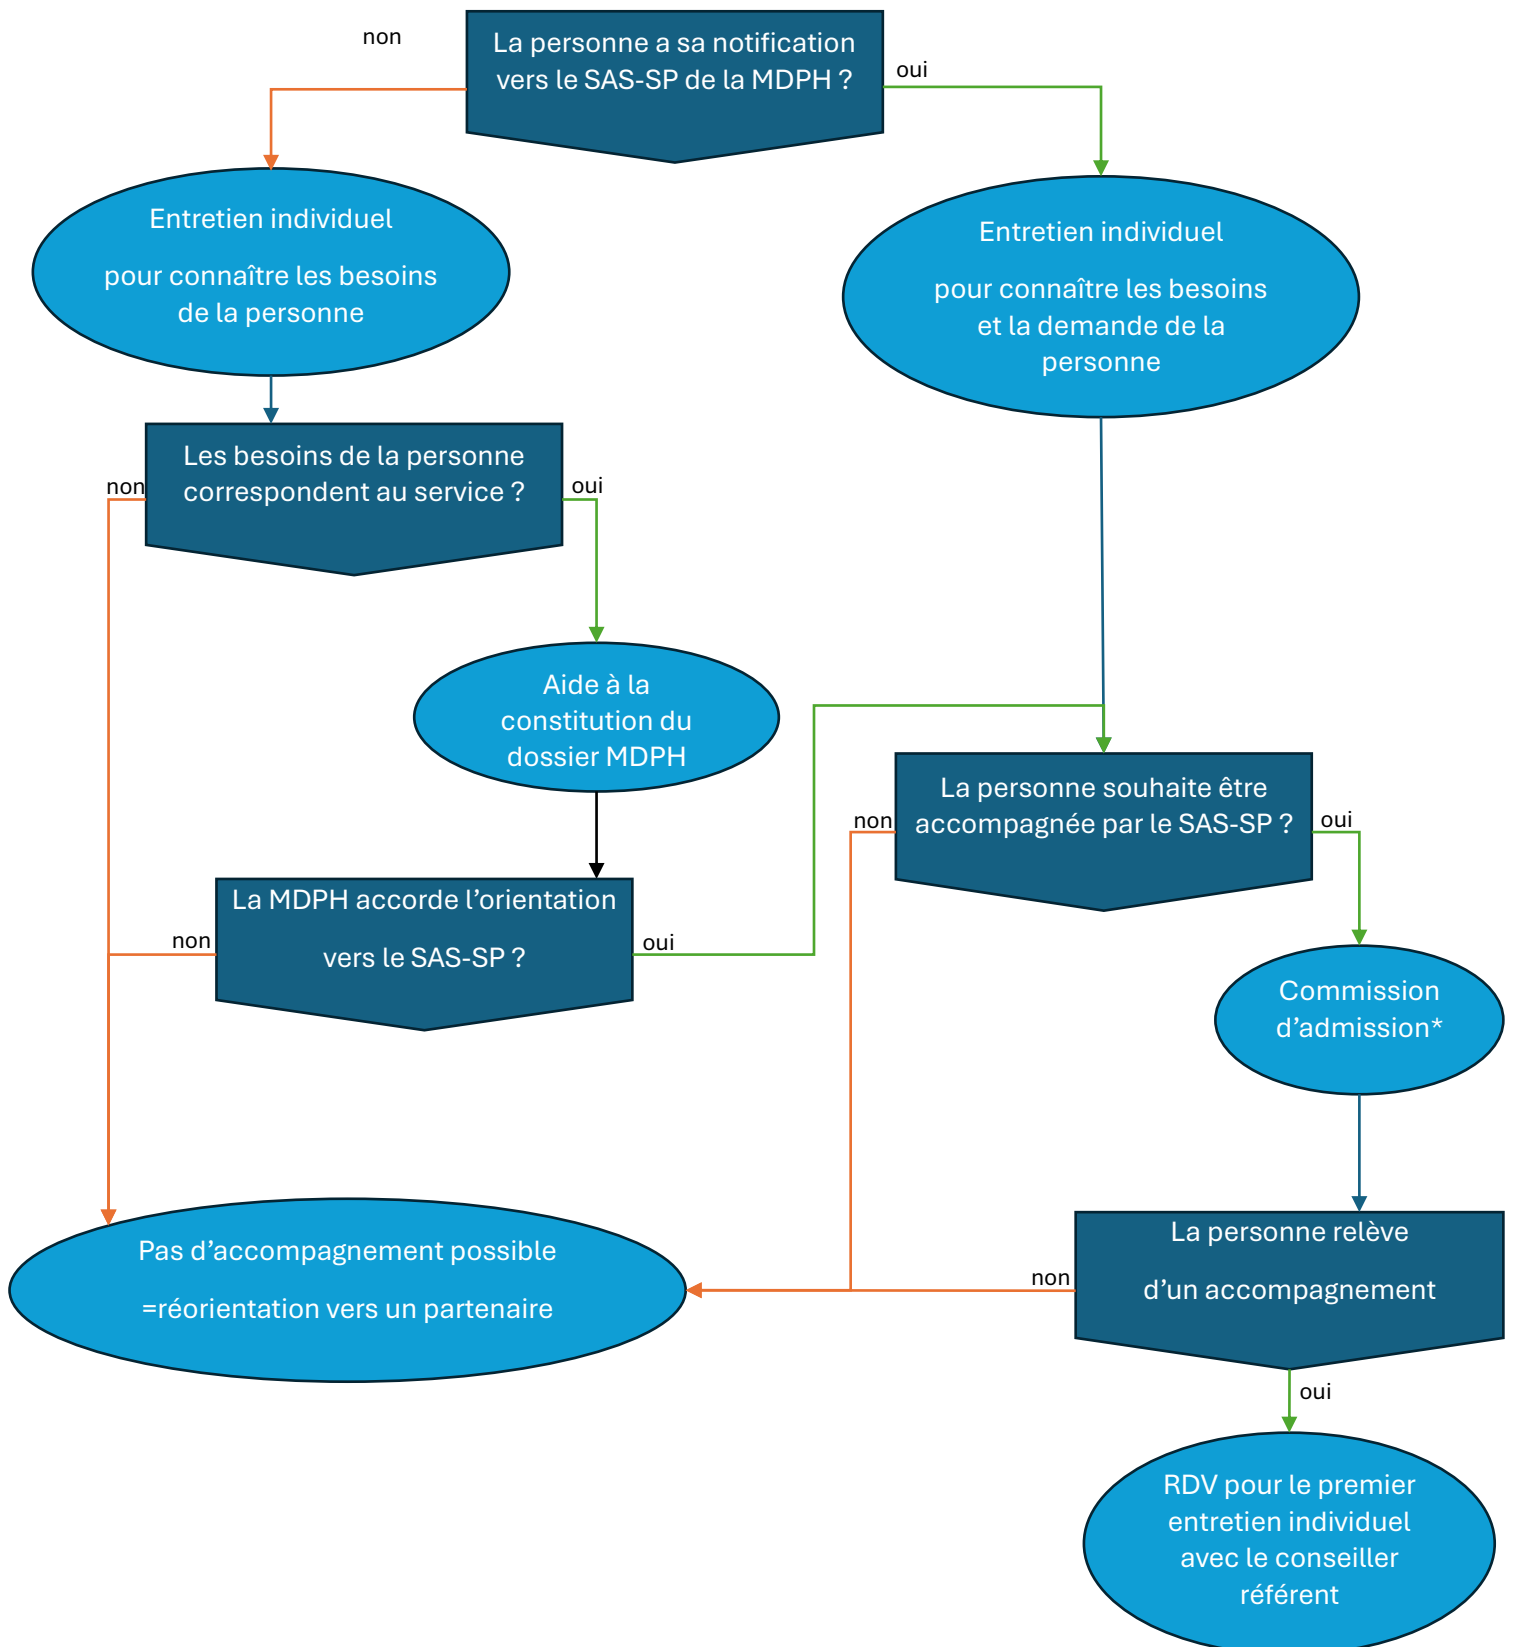 non
La personne a sa notification
vers le SAS-SP de la MDPH ?
oui
Entretien individuel
pour connaître les besoins
de la personne
Entretien individuel
pour connaître les besoins
et la demande de la
personne
Les besoins de la personne
correspondent au service ?
non
oui
Aide à la
constitution du
dossier MDPH
La personne souhaite être
accompagnée par le SAS-SP ?
non
oui
La MDPH accorde l’orientation
vers le SAS-SP ?
non
oui
Commission
d’admission*
Pas d’accompagnement possible
=réorientation vers un partenaire
La personne relève
d’un accompagnement
non
oui
RDV pour le premier
entretien individuel
avec le conseiller
référent